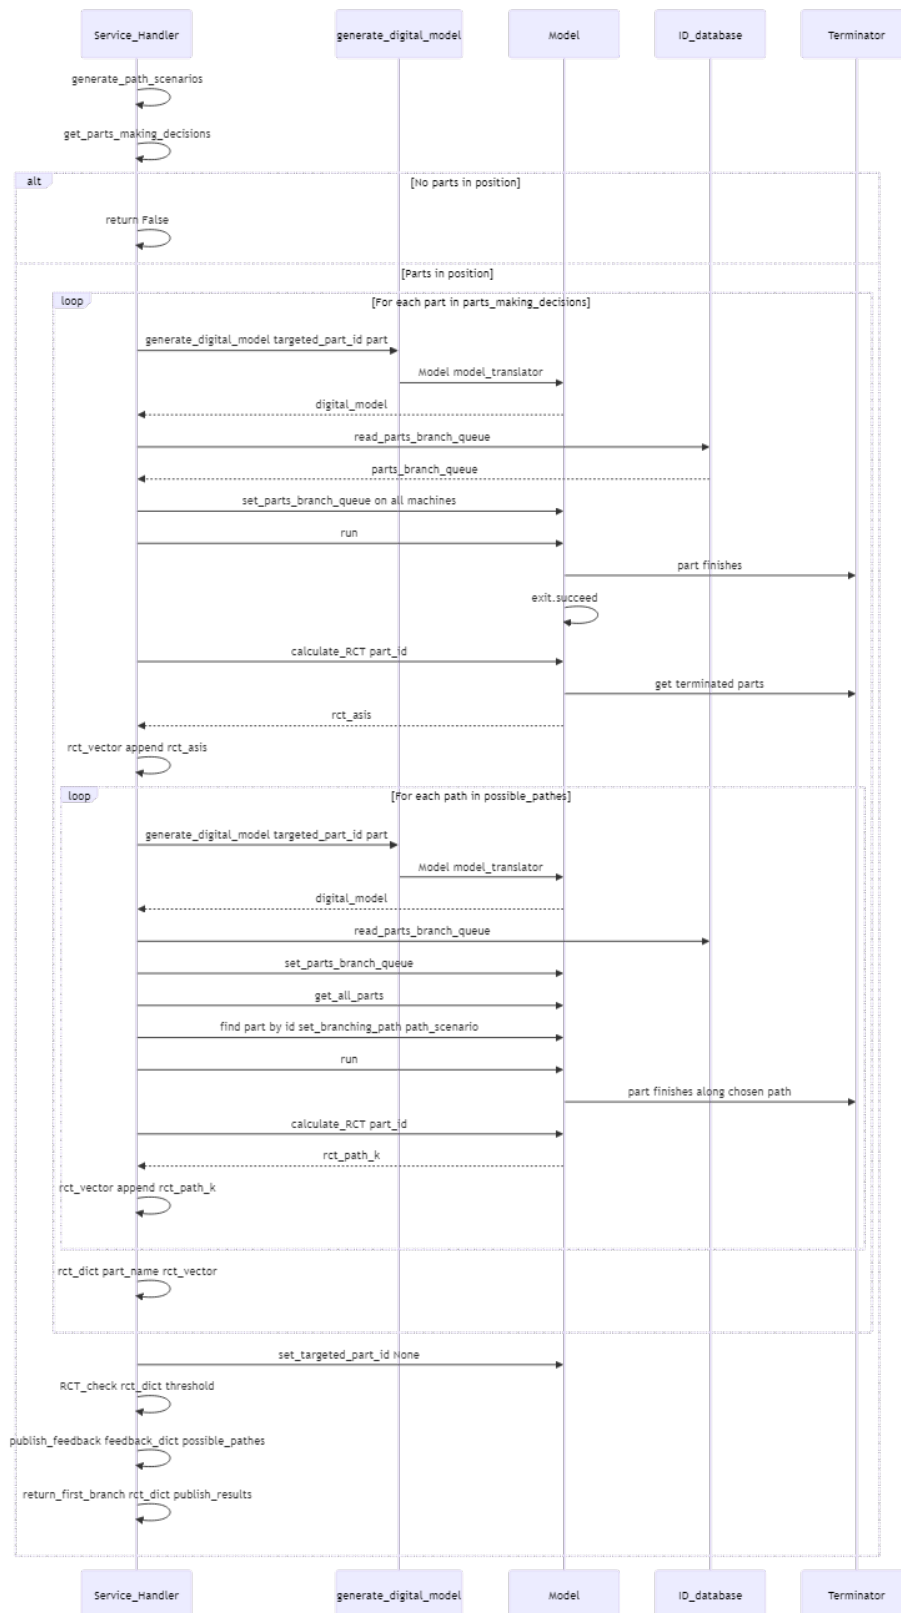 Service_Handler
generate_digital_model
Model
ID_database
Terminator
generate_path_scenarios
get_parts_making_decisions
alt
[No parts in position]
return False
[Parts in position]
loop
[For each part in parts_making_decisions]
generate_digital_model targeted_part_id part
Model model_translator
digital_model
read_parts_branch_queue
parts_branch_queue
set_parts_branch_queue on all machines
run
part finishes
exit.succeed
calculate_RCT part_id
get terminated parts
rct_asis
rct_vector append rct_asis
loop
[For each path in possible_pathes]
generate_digital_model targeted_part_id part
Model model_translator
digital_model
read_parts_branch_queue
set_parts_branch_queue
get_all_parts
find part by id set_branching_path path_scenario
run
part finishes along chosen path
calculate_RCT part_id
rct_path_k
rct_vector append rct_path_k
rct_dict part_name rct_vector
set_targeted_part_id None
RCT_check rct_dict threshold
publish_feedback feedback_dict possible_pathes
return_first_branch rct_dict publish_results
Service_Handler
generate_digital_model
Model
ID_database
Terminator